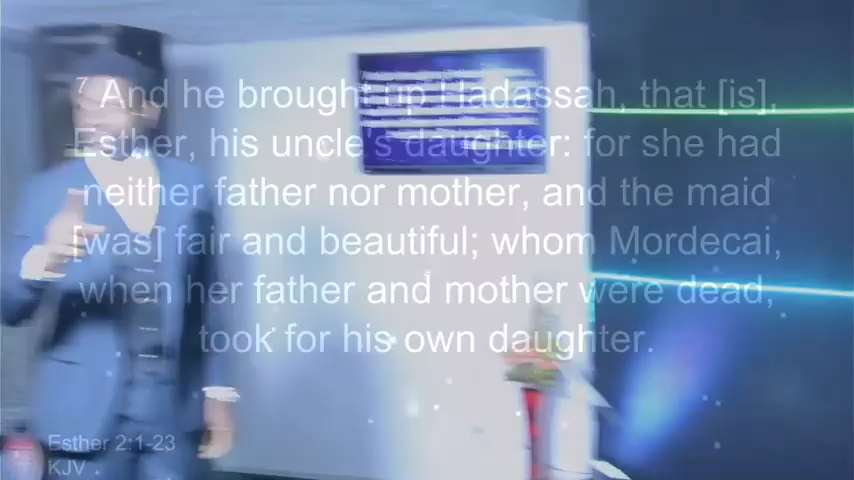 7 And he brought up Hadassah, that [is],
Esther, his uncle's daughter: for she had
neither father nor mother, and the maid
[was] fair and beautiful; whom Mordecai,
when her father and mother were dead,
took for his own daughter.
Esther 2:1-23
KJV